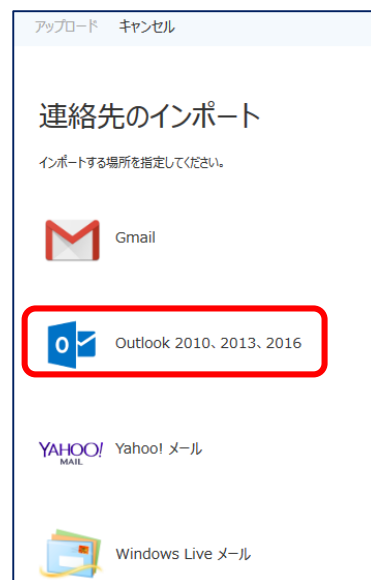 アップロード キャンセル
連絡先のインポート
インポートする場所を指定してください。
Gmail
Outlook 2010、2013、2016
YAHOO!
MAIL
Yahoo! メール
Windows Live メール